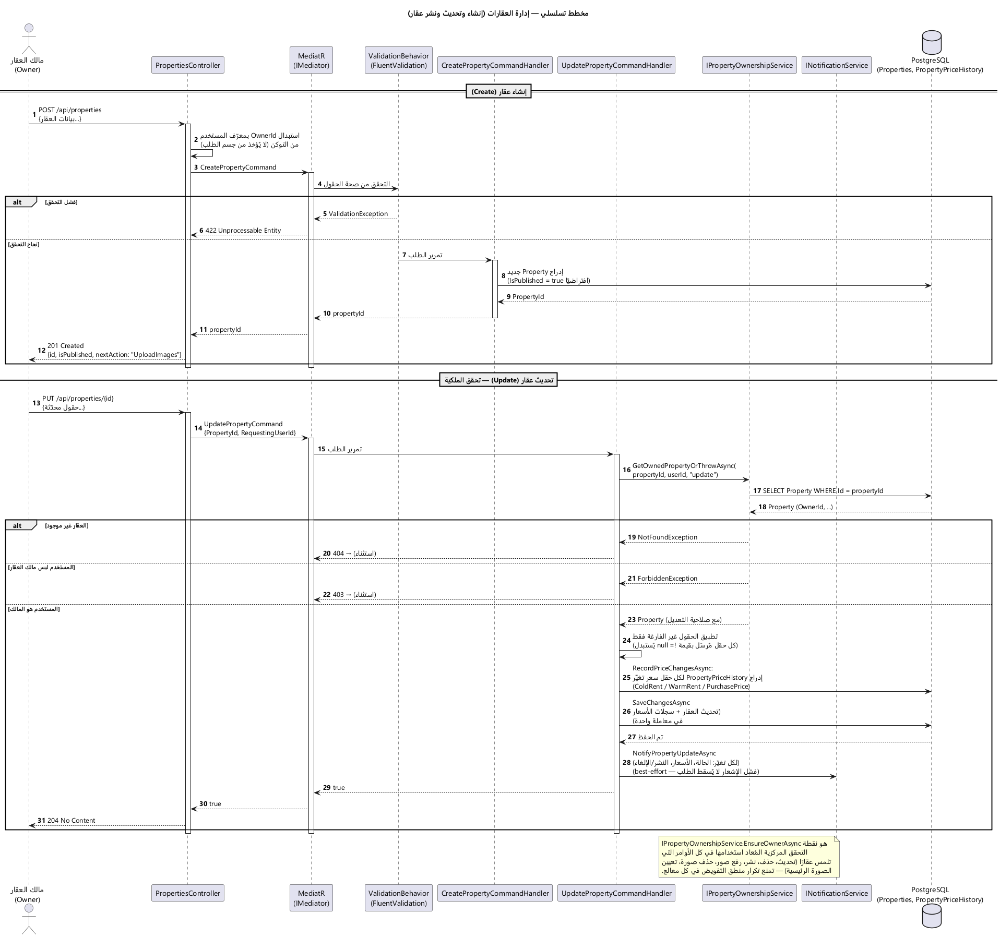 مخطط تسلسلي — إدارة العقارات (إنشاء وتحديث ونشر عقار)
مالك العقار
(Owner)
PropertiesController
MediatR
(IMediator)
ValidationBehavior
(FluentValidation)
CreatePropertyCommandHandler
UpdatePropertyCommandHandler
IPropertyOwnershipService
INotificationService
PostgreSQL
(Properties, PropertyPriceHistory)
إنشاء عقار (Create)
1 POST /api/properties
{بيانات العقار...}
2 استبدال OwnerId بمعرّف المستخدم
من التوكن (لا يُؤخذ من جسم الطلب)
3 CreatePropertyCommand
4 التحقق من صحة الحقول
alt [فشل التحقق]
5 ValidationException
6 422 Unprocessable Entity
[نجاح التحقق]
7 تمرير الطلب
8 إدراج Property جديد
(IsPublished = true افتراضيًا)
9 PropertyId
10 propertyId
11 propertyId
12 201 Created
{id, isPublished, nextAction: "UploadImages"}
تحديث عقار (Update) — تحقق الملكية
13 PUT /api/properties/{id}
{حقول محدّثة...}
14 UpdatePropertyCommand
{PropertyId, RequestingUserId}
15 تمرير الطلب
16 GetOwnedPropertyOrThrowAsync(
propertyId, userId, "update")
17 SELECT Property WHERE Id = propertyId
18 Property (OwnerId, ...)
alt [العقار غير موجود]
19 NotFoundException
20 404 → (استثناء)
[المستخدم ليس مالك العقار]
21 ForbiddenException
22 403 → (استثناء)
[المستخدم هو المالك]
23 Property (مع صلاحية التعديل)
24 تطبيق الحقول غير الفارغة فقط
(كل حقل مُرسَل بقيمة != null يُستبدل)
25 RecordPriceChangesAsync:
إدراج PropertyPriceHistory لكل حقل سعر تغيّر
(ColdRent / WarmRent / PurchasePrice)
26 SaveChangesAsync
(تحديث العقار + سجلات الأسعار
في معاملة واحدة)
27 تم الحفظ
28 NotifyPropertyUpdateAsync
(لكل تغيّر: الحالة، الأسعار، النشر/الإلغاء)
(best-effort — فشل الإشعار لا يُسقط الطلب)
29 true
30 true
31 204 No Content
IPropertyOwnershipService.EnsureOwnerAsync هو نقطة
التحقق المركزية المُعاد استخدامها في كل الأوامر التي
تلمس عقارًا (تحديث، حذف، نشر، رفع صور، حذف صورة، تعيين
الصورة الرئيسية) — تمنع تكرار منطق التفويض في كل معالج.
مالك العقار
(Owner)
PropertiesController
MediatR
(IMediator)
ValidationBehavior
(FluentValidation)
CreatePropertyCommandHandler
UpdatePropertyCommandHandler
IPropertyOwnershipService
INotificationService
PostgreSQL
(Properties, PropertyPriceHistory)